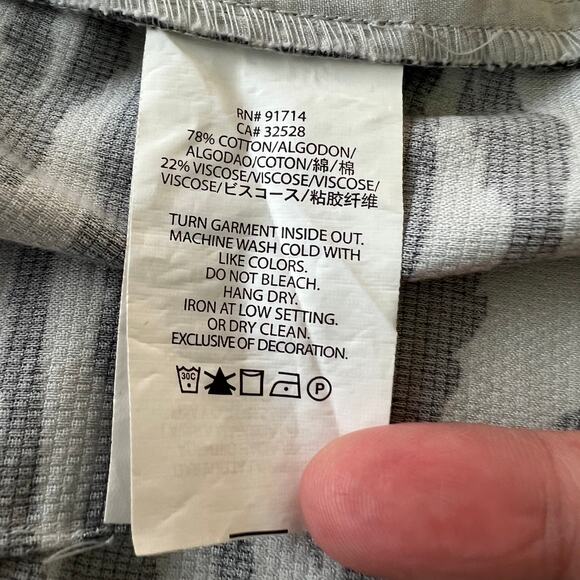 RN# 91714
CA# 32528
78% COTTON/ALGODON/
ALGODAO/COTON/綿/棉
22% VISCOSE/VISCOSE/VISCOSE/
VISCOSE/ビスコース/粘胶纤维
TURN GARMENT INSIDE OUT.
MACHINE WASH COLD WITH
LIKE COLORS.
DO NOT BLEACH.
HANG DRY.
IRON AT LOW SETTING.
OR DRY CLEAN.
EXCLUSIVE OF DECORATION.
30C P